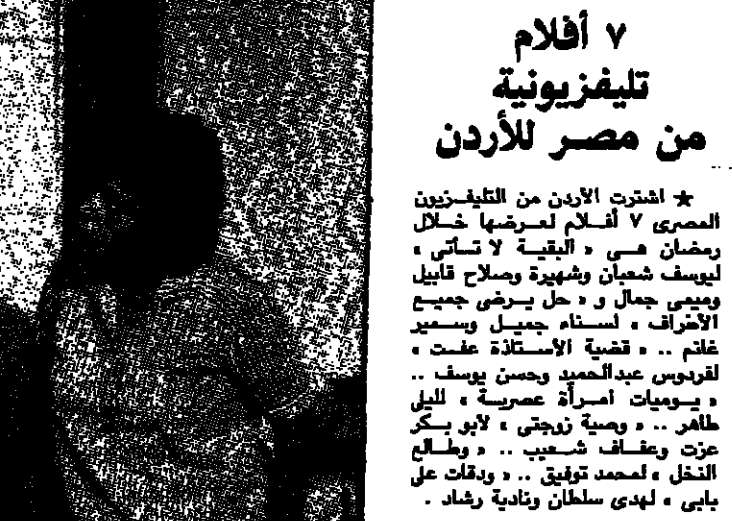 ٧ أفلام
تليفزيونية
من مصر للأردن
★ اشترت الأردن من التليفزيون
المصرى ٧ أفلام لعرضها خلال
رمضان هى « البقية لا تأتى »
ليوسف شعبان وشهيرة وصلاح قابيل
وميمى جمال و « حل يرضى جميع
الأطراف » لسناء جميل وسمير
غانم .. « قضية الأستاذة عفت »
لفردوس عبدالحميد وحسن يوسف ..
« يوميات امرأة عصرية » لليلى
طاهر .. « وصية زوجتى » لأبو بكر
عزت وعفاف شعيب .. « وطالع
النخل » لمحمد توفيق .. « ودقات على
بابى » لهدى سلطان ونادية رشاد .